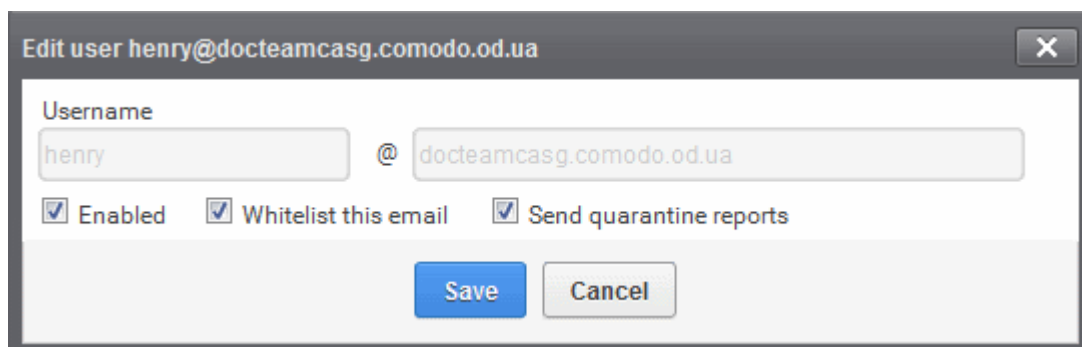 Edit user henry@docteamcasg.comodo.od.ua
Username
henry @ docteamcasg.comodo.od.ua
Enabled Whitelist this email Send quarantine reports
Save Cancel